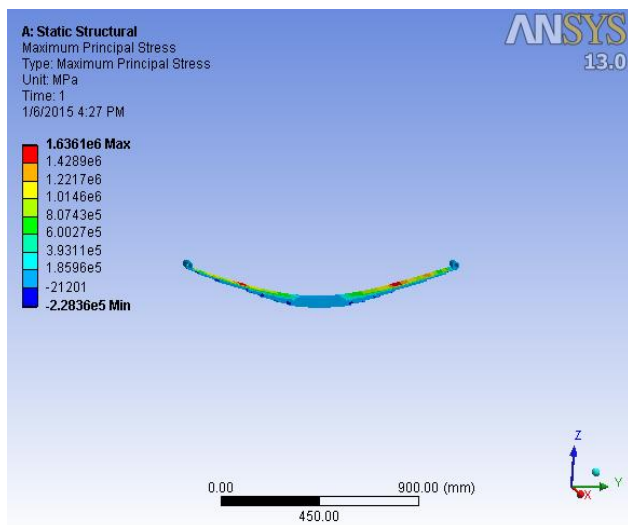 A: Static Structural
Maximum Principal Stress
Type: Maximum Principal Stress
Unit: MPa
Time: 1
1/6/2015 4:27 PM
ANSYS
13.0
1.6361e6 Max
1.4289e6
1.2217e6
1.0146e6
8.0743e5
6.0027e5
3.9311e5
1.8596e5
-21201
-2.2836e5 Min
Z
Y
X
0.00 900.00 (mm)
450.00